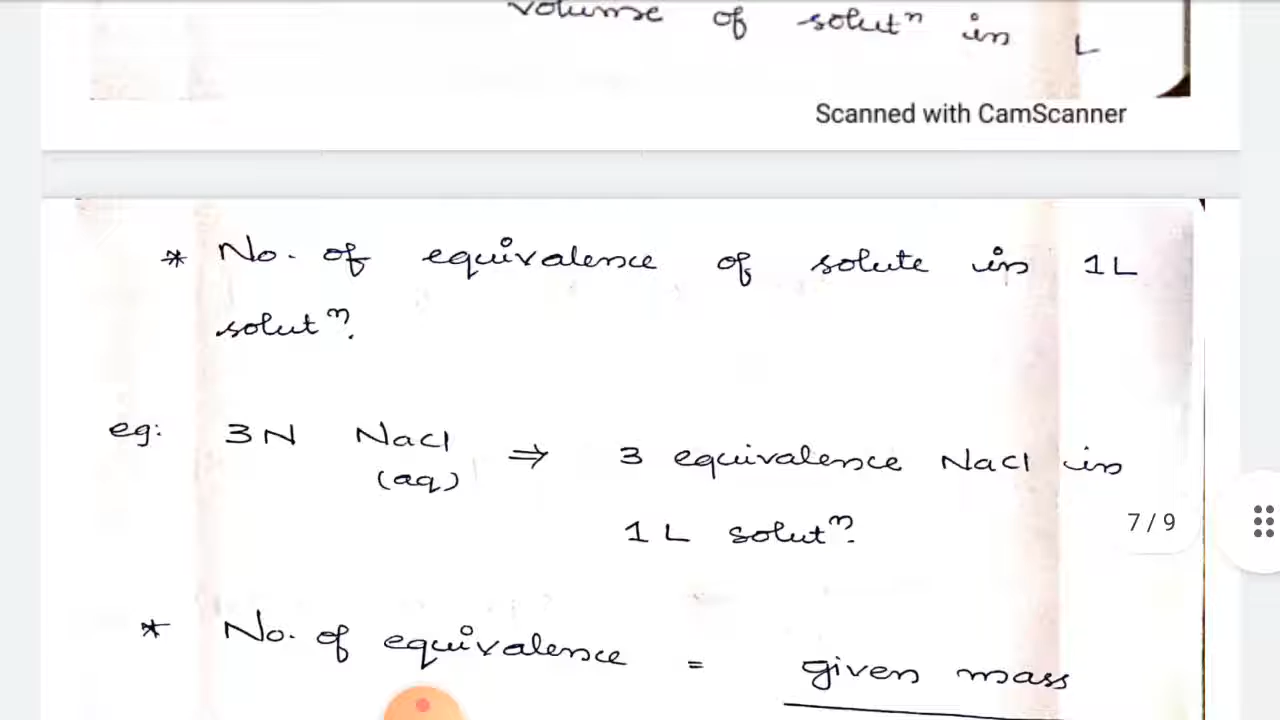 volume of solutⁿ in L
Scanned with CamScanner
* No. of equivalence of solute in 1L
solutⁿ.
eg: 3N NaCl ⇒ 3 equivalence NaCl in
(aq)
1 L solutⁿ.
7 / 9
* No. of equivalence = given mass